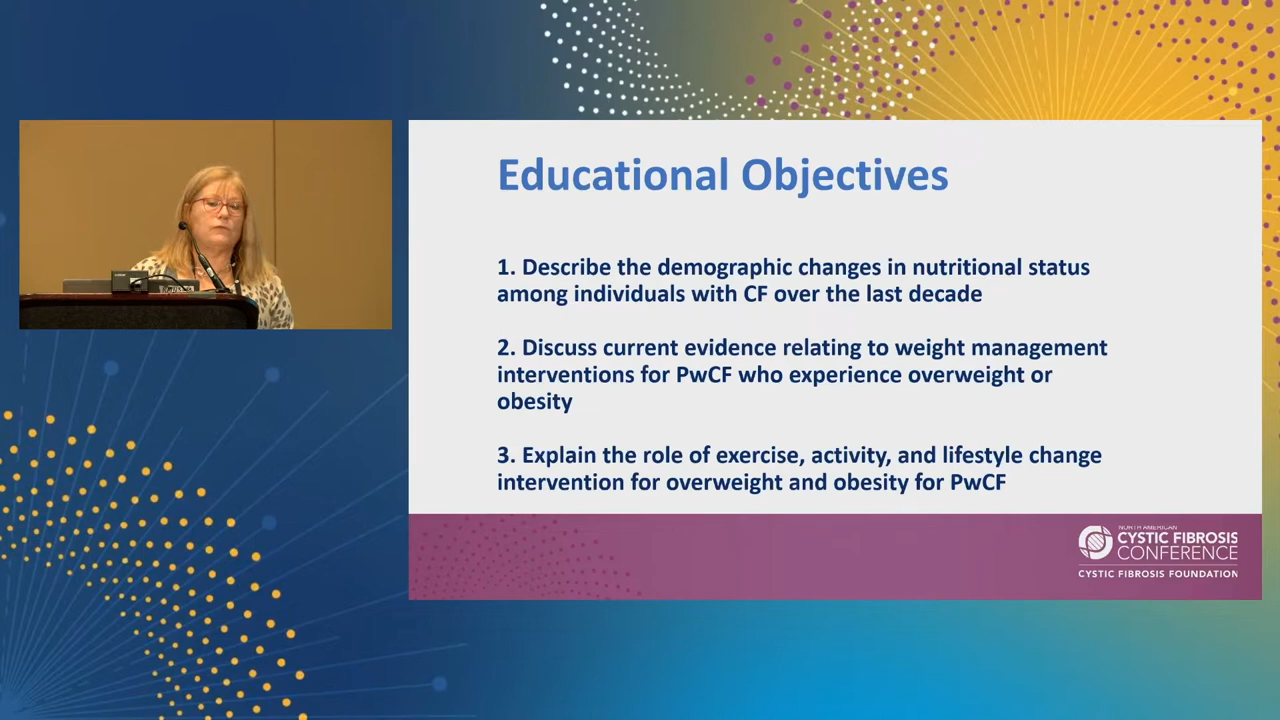 Educational Objectives
1. Describe the demographic changes in nutritional status
among individuals with CF over the last decade
2. Discuss current evidence relating to weight management
interventions for PwCF who experience overweight or
obesity
3. Explain the role of exercise, activity, and lifestyle change
intervention for overweight and obesity for PwCF
NORTH AMERICAN
CYSTIC FIBROSIS
CONFERENCE
CYSTIC FIBROSIS FOUNDATION